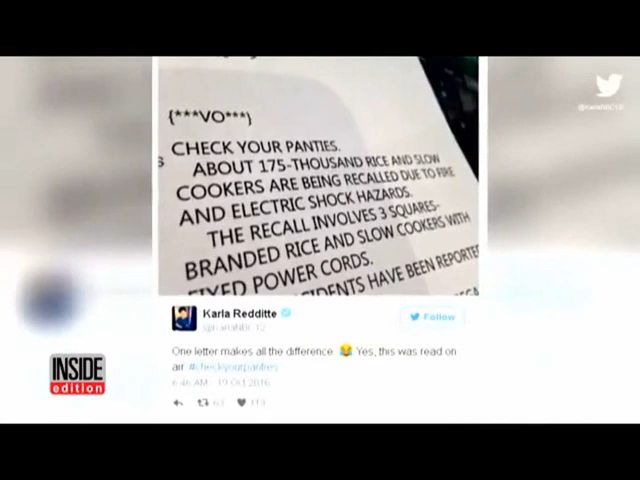 {***VO***)
CHECK YOUR PANTIES.
S
ABOUT 175-THOUSAND RICE AND SLOW
COOKERS ARE BEING RECALLED DUE TO FIRE
AND ELECTRIC SHOCK HAZARDS.
THE RECALL INVOLVES 3 SQUARES-
BRANDED RICE AND SLOW COOKERS WITH
FIXED POWER CORDS.
HAVE BEEN REPORTED
Karla Redditte
Follow
@KarlaNBC12
One letter makes all the difference. 😂 Yes, this was read on
air. #checkyourpanties
6:46 AM - 19 Oct 2016
INSIDE
edition